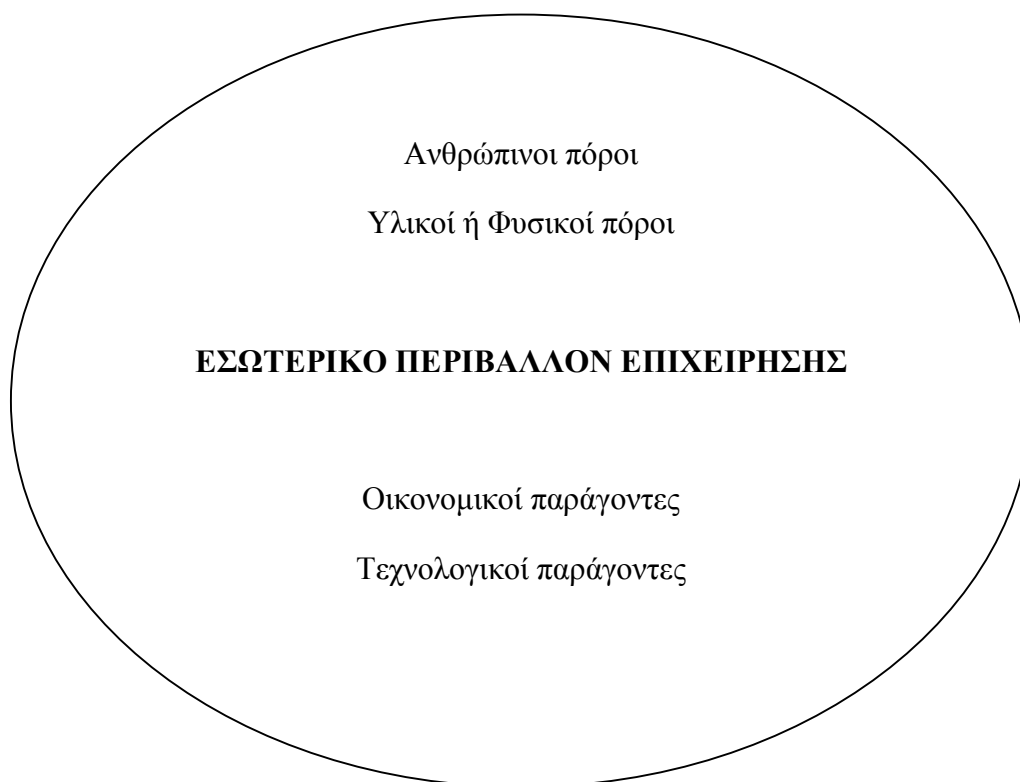 Ανθρώπινοι πόροι
Υλικοί ή Φυσικοί πόροι
ΕΣΩΤΕΡΙΚΟ ΠΕΡΙΒΑΛΛΟΝ ΕΠΙΧΕΙΡΗΣΗΣ
Οικονομικοί παράγοντες
Τεχνολογικοί παράγοντες